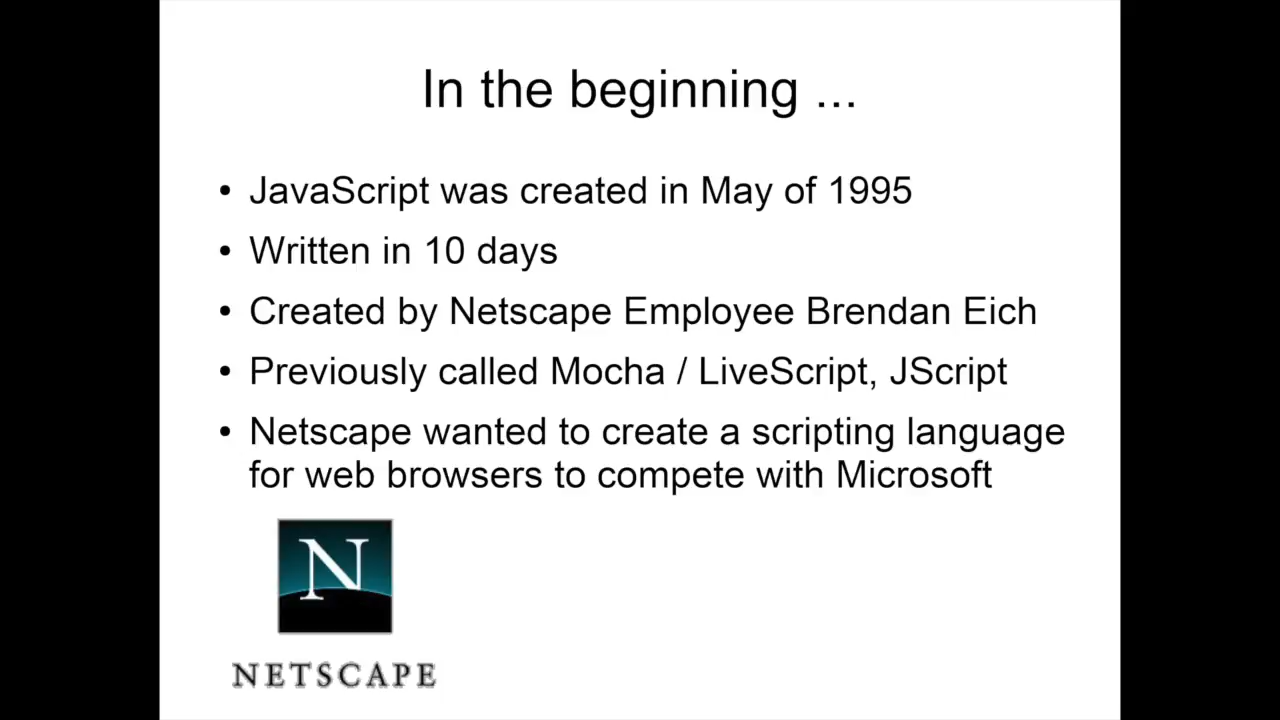 In the beginning ...
• JavaScript was created in May of 1995
• Written in 10 days
• Created by Netscape Employee Brendan Eich
• Previously called Mocha / LiveScript, JScript
• Netscape wanted to create a scripting language
for web browsers to compete with Microsoft
N
NETSCAPE